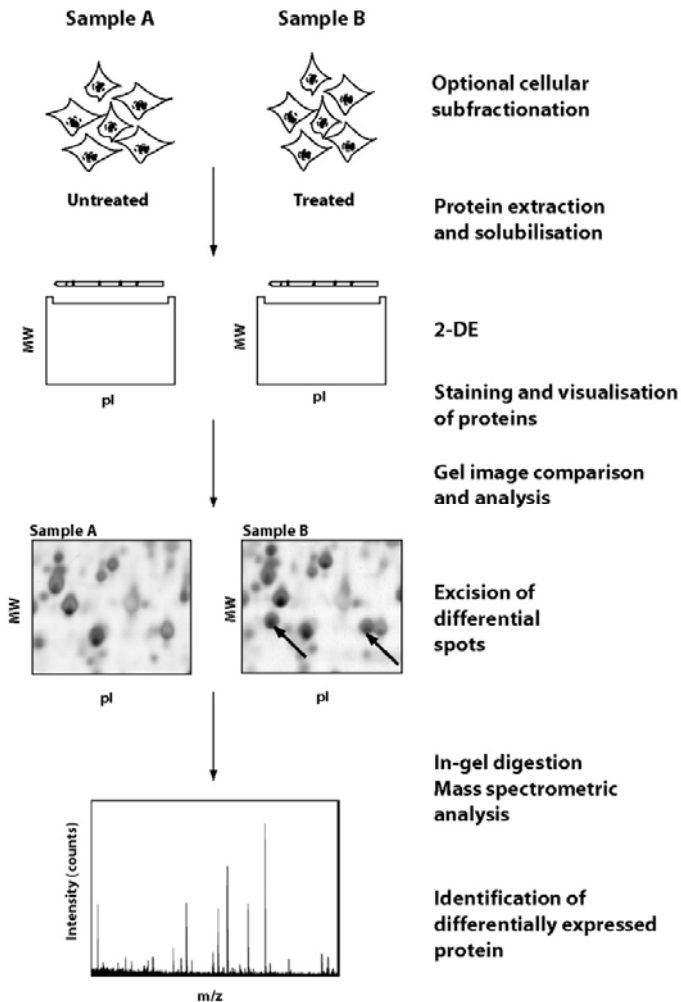 Sample A
Sample B
Optional cellular
subfractionation
Untreated
Treated
Protein extraction
and solubilisation
MW
pI
MW
pI
2-DE
Staining and visualisation
of proteins
Gel image comparison
and analysis
Sample A
MW
pI
Sample B
MW
pI
Excision of
differential
spots
In-gel digestion
Mass spectrometric
analysis
Intensity (counts)
m/z
Identification of
differentially expressed
protein